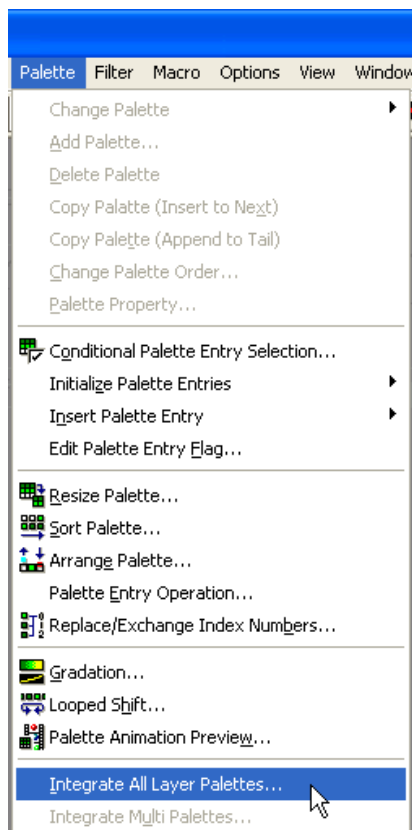 Palette Filter Macro Options View Window
Change Palette
Add Palette...
Delete Palette
Copy Palatte (Insert to Next)
Copy Palette (Append to Tail)
Change Palette Order...
Palette Property...
Conditional Palette Entry Selection...
Initialize Palette Entries
Insert Palette Entry
Edit Palette Entry Flag...
Resize Palette...
Sort Palette...
Arrange Palette...
Palette Entry Operation...
Replace/Exchange Index Numbers...
Gradation...
Looped Shift...
Palette Animation Preview...
Integrate All Layer Palettes...
Integrate Multi Palettes...